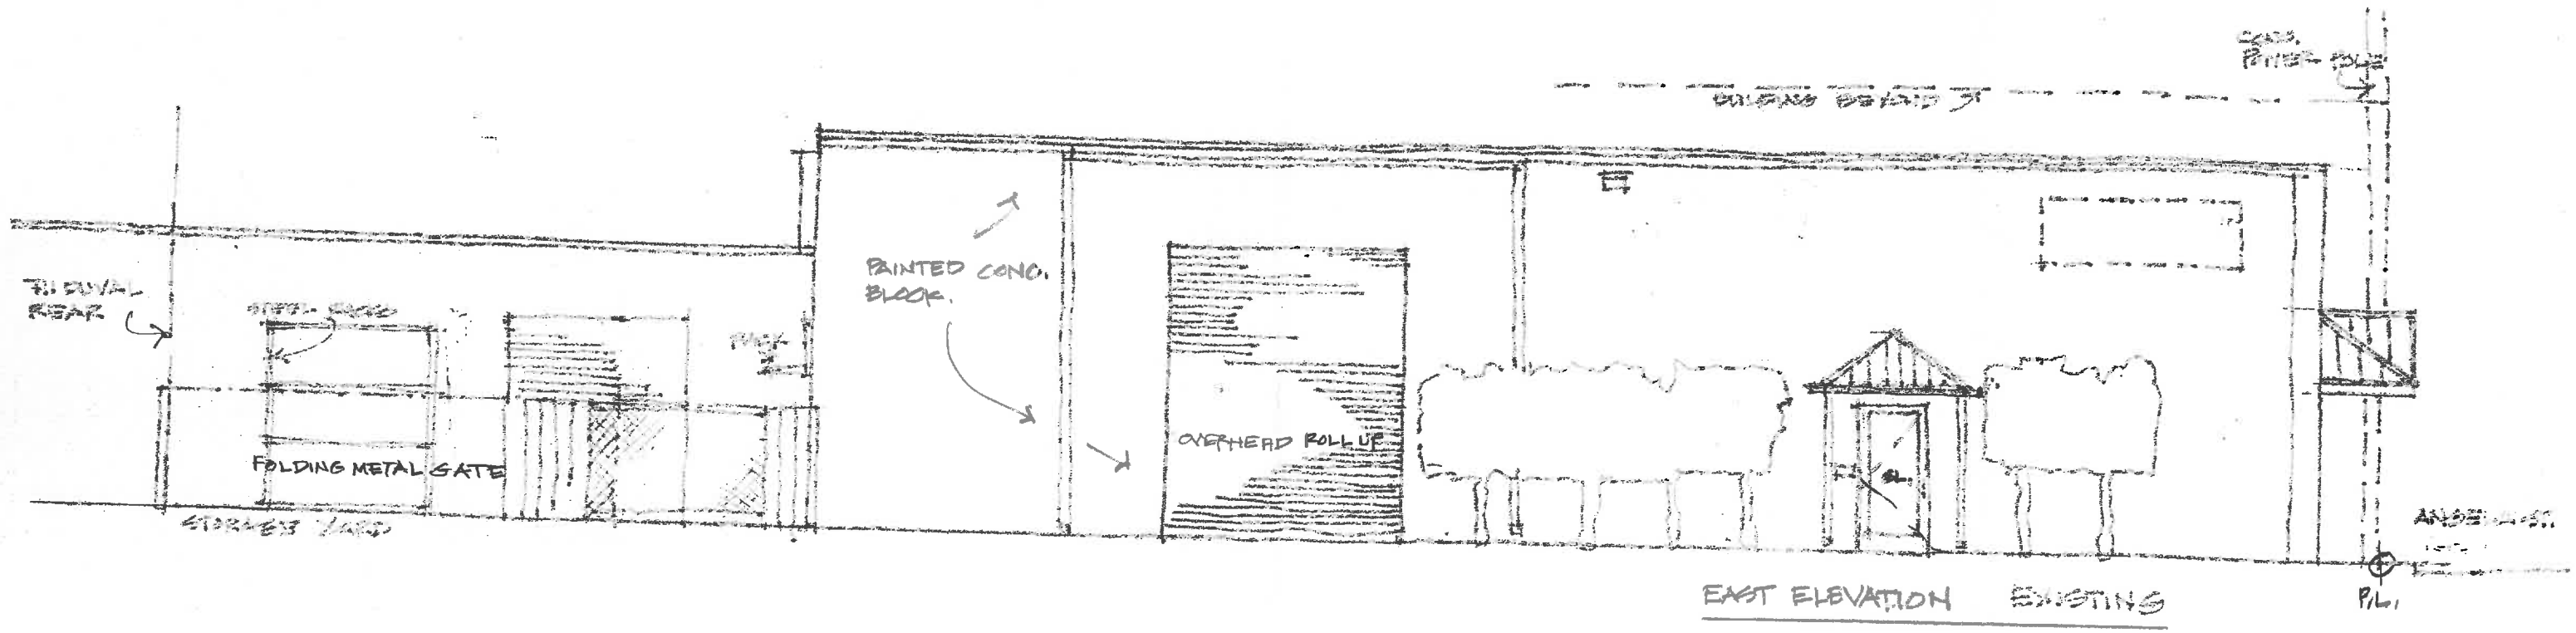 CONC.
POWER POLE
BUILDING BEYOND
PAINTED CONC.
BLOCK.
711 DUVAL
REAR
OVERHEAD ROLL UP
FOLDING METAL GATE
STORAGE YARD
EAST ELEVATION EXISTING
P.L.